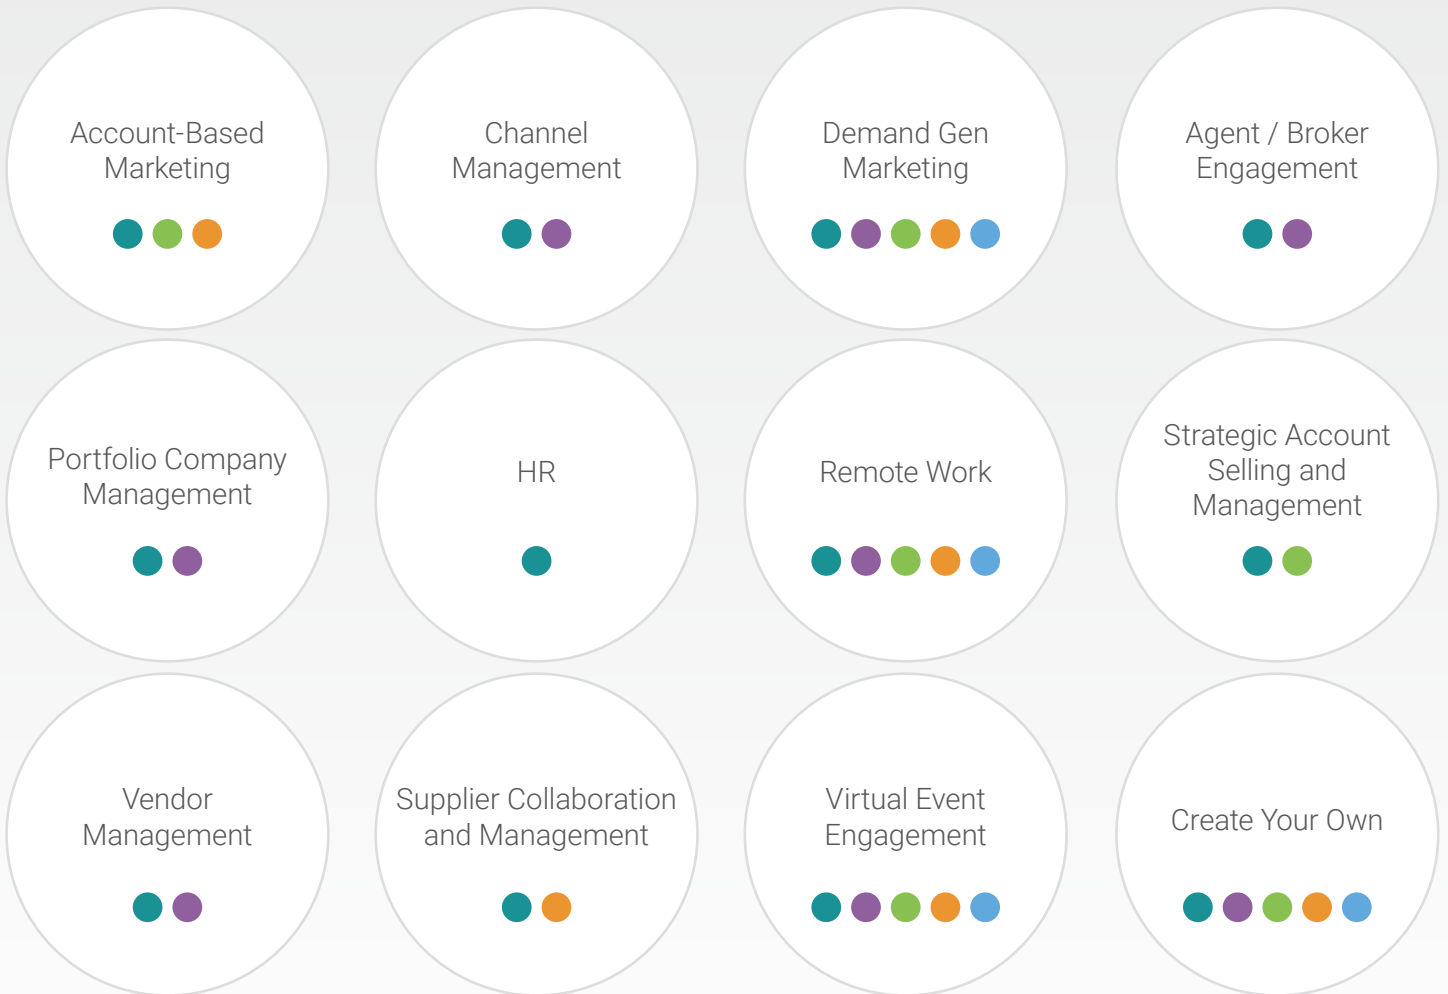 Account-Based
Marketing
Channel
Management
Demand Gen
Marketing
Agent / Broker
Engagement
Portfolio Company
Management
HR
Remote Work
Strategic Account
Selling and
Management
Vendor
Management
Supplier Collaboration
and Management
Virtual Event
Engagement
Create Your Own